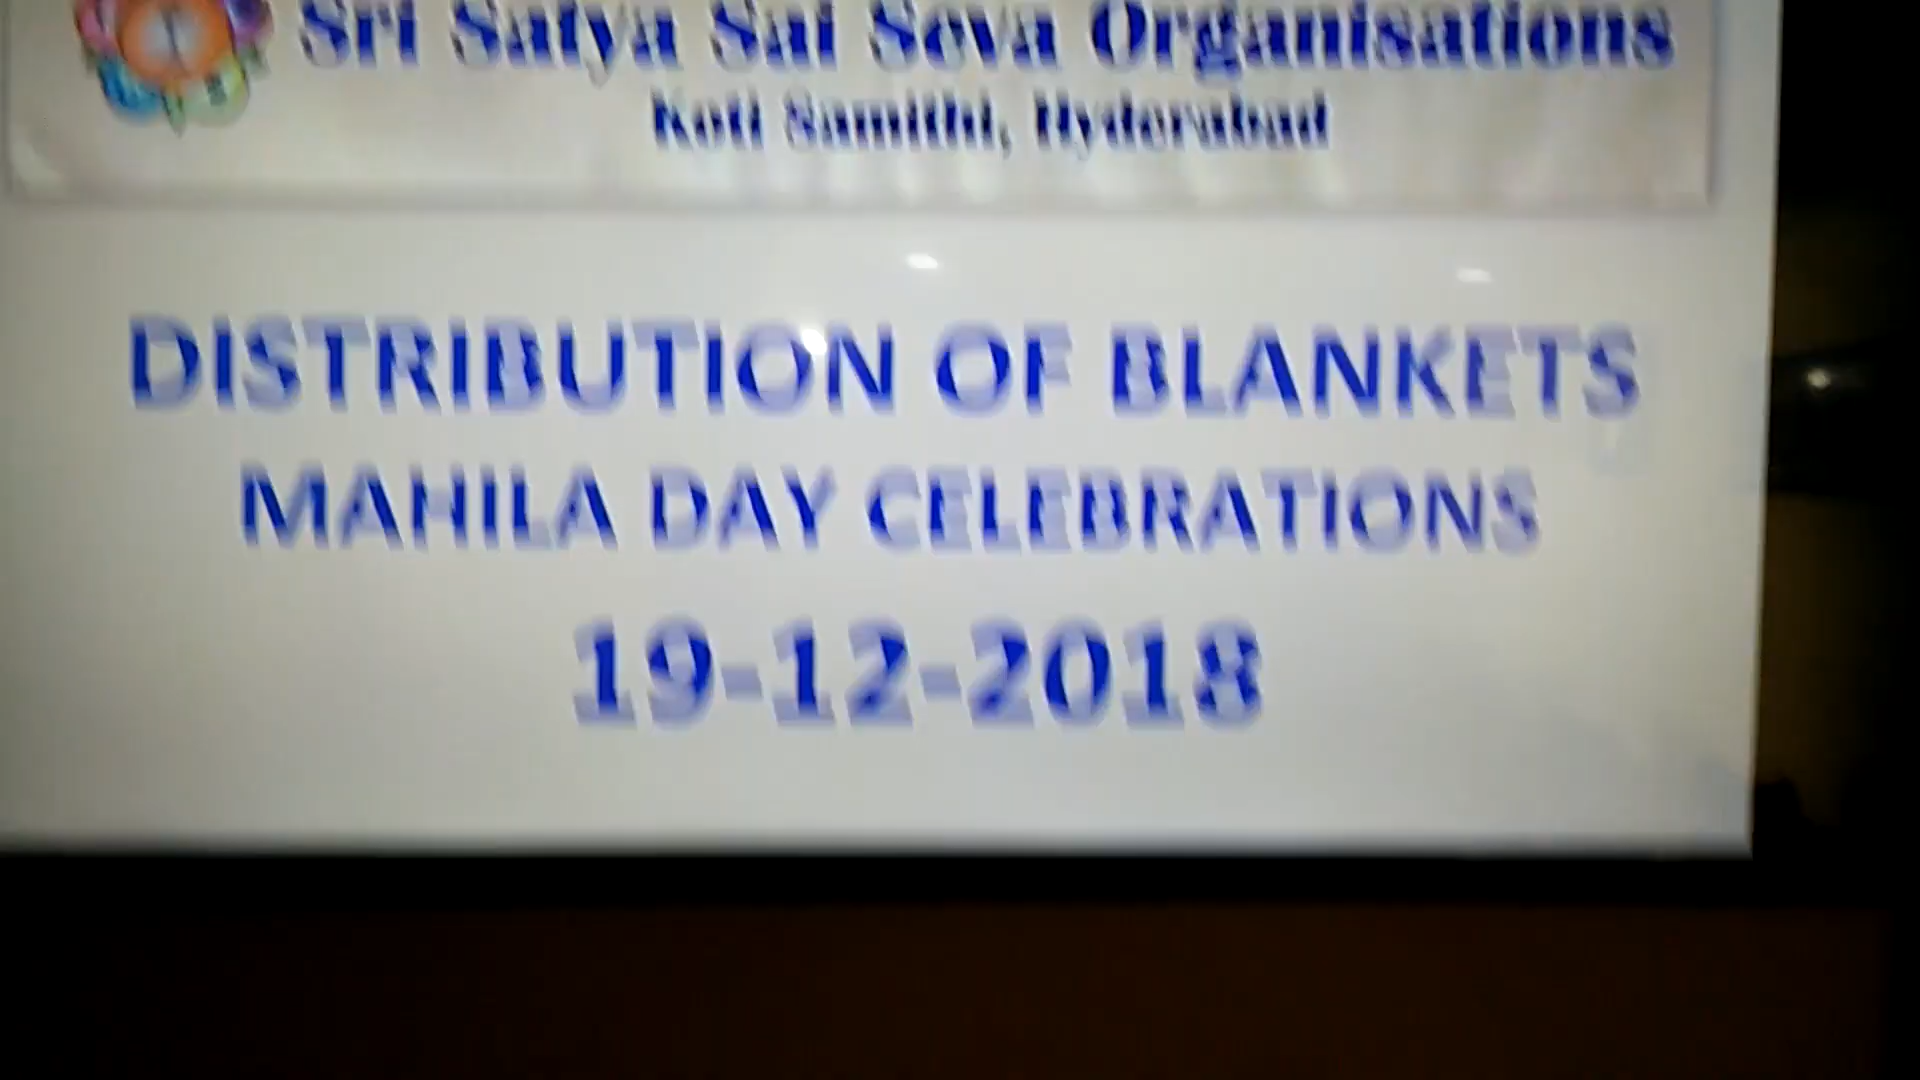 Sri Satya Sai Seva Organisations
Koti Samithi, Hyderabad
DISTRIBUTION OF BLANKETS
MAHILA DAY CELEBRATIONS
19-12-2018